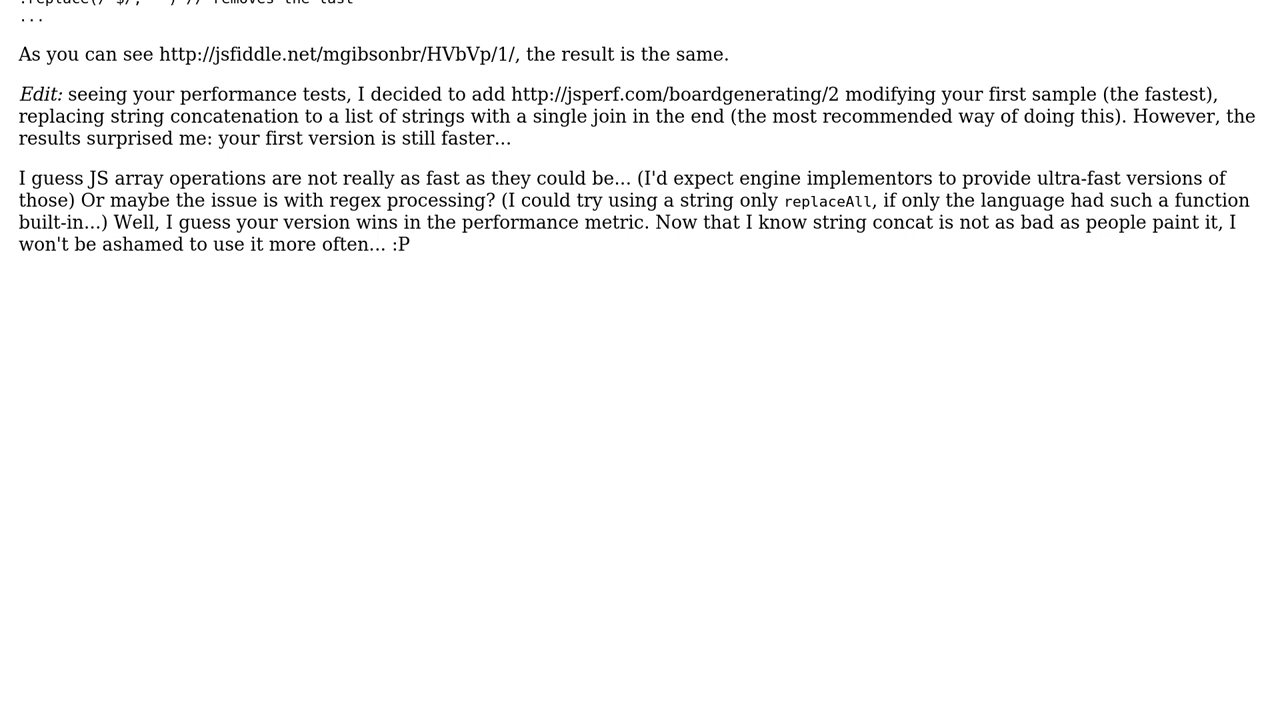 .replace(/ $/, " ") // removes the last
...
As you can see http://jsfiddle.net/mgibsonbr/HVbVp/1/, the result is the same.
Edit: seeing your performance tests, I decided to add http://jsperf.com/boardgenerating/2 modifying your first sample (the fastest),
replacing string concatenation to a list of strings with a single join in the end (the most recommended way of doing this). However, the
results surprised me: your first version is still faster...
I guess JS array operations are not really as fast as they could be... (I'd expect engine implementors to provide ultra-fast versions of
those) Or maybe the issue is with regex processing? (I could try using a string only replaceAll, if only the language had such a function
built-in...) Well, I guess your version wins in the performance metric. Now that I know string concat is not as bad as people paint it, I
won't be ashamed to use it more often... :P